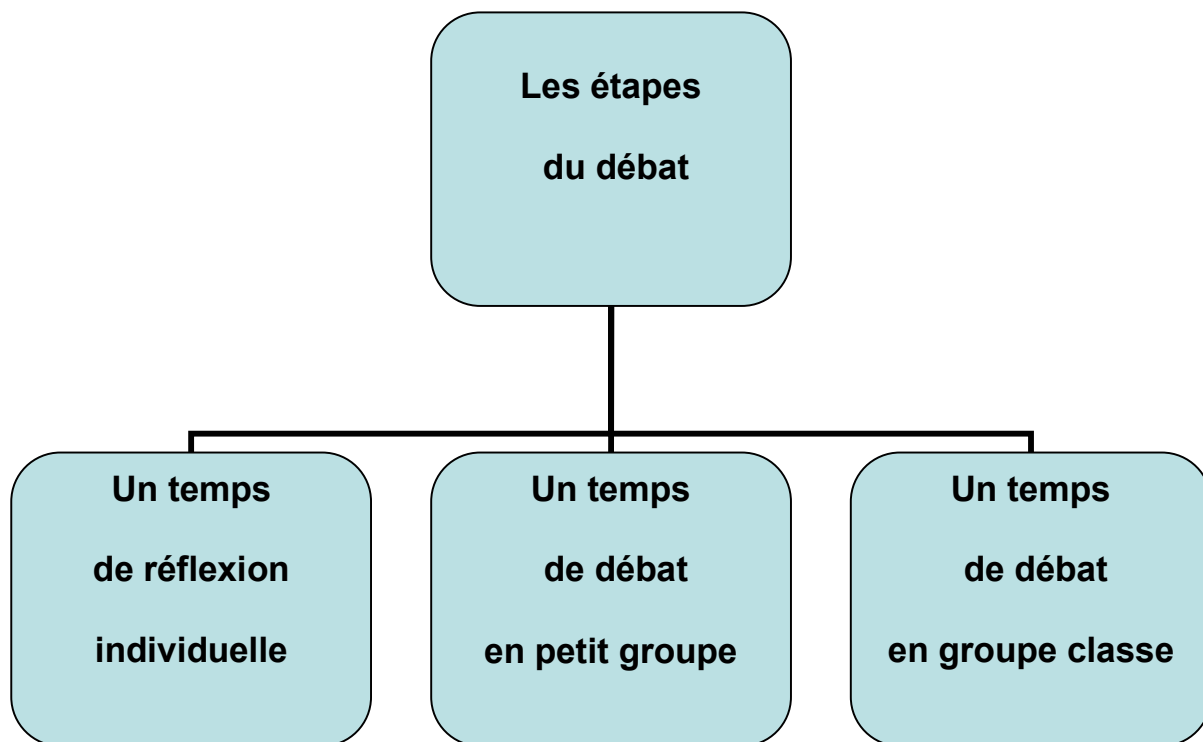 Les étapes
du débat
Un temps
de réflexion
individuelle
Un temps
de débat
en petit groupe
Un temps
de débat
en groupe classe